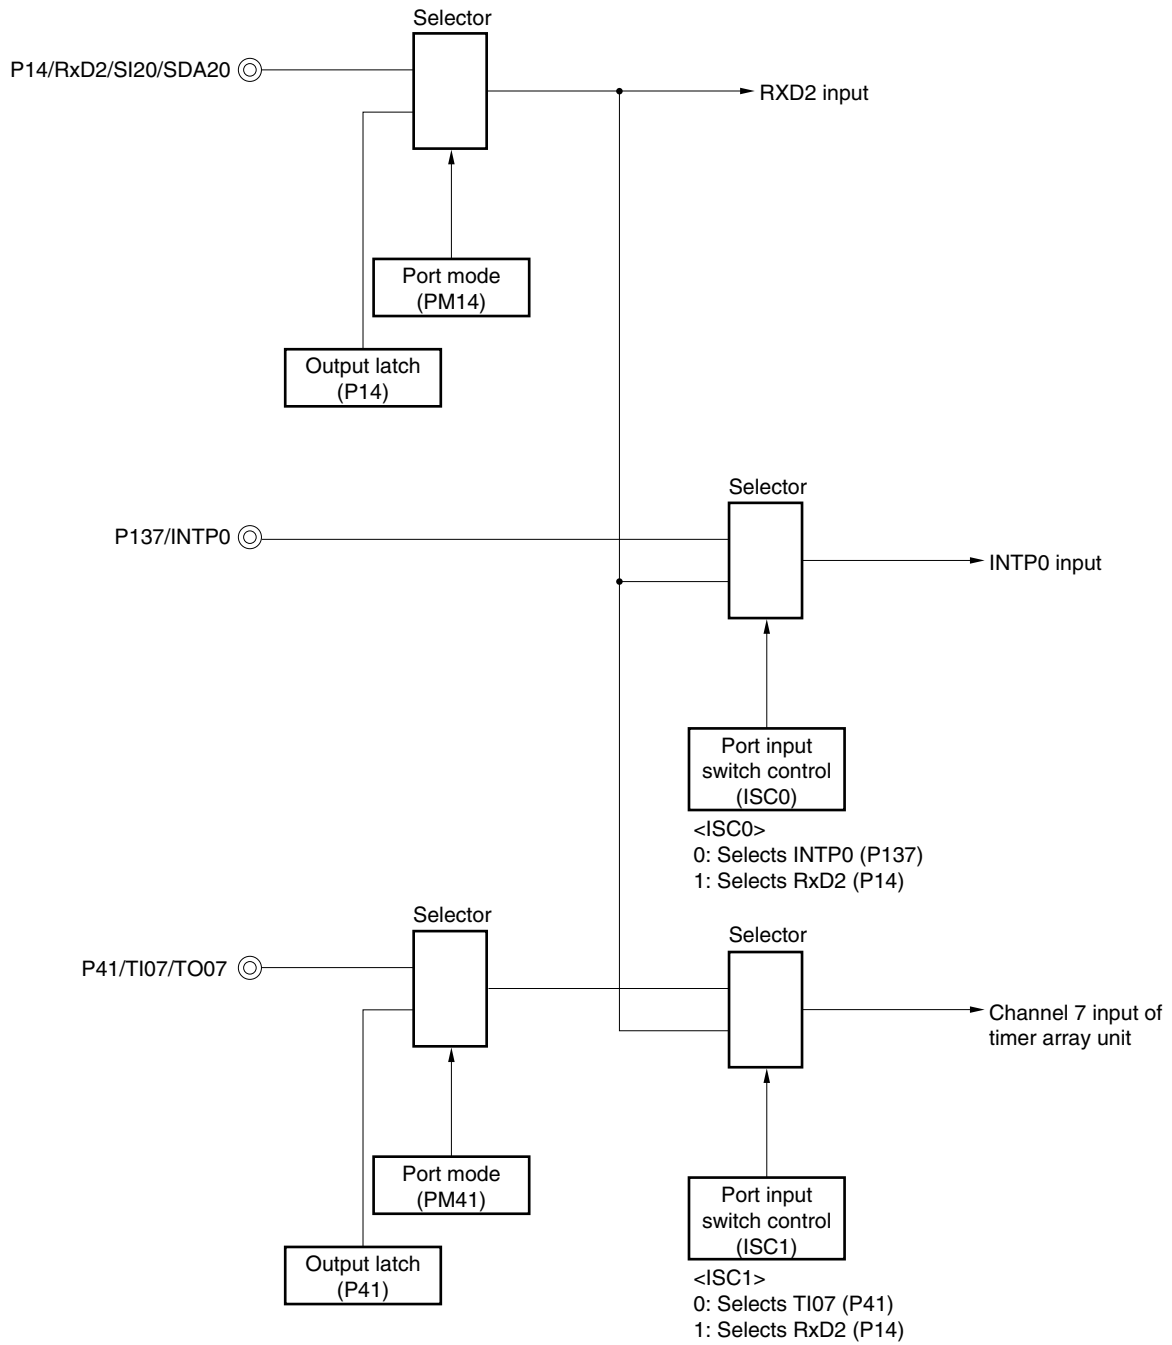 Selector
P14/RxD2/SI20/SDA20
RXD2 input
Port mode
(PM14)
Output latch
(P14)
Selector
P137/INTP0
INTP0 input
Port input
switch control
(ISC0)
<ISC0>
0: Selects INTP0 (P137)
1: Selects RxD2 (P14)
Selector
Selector
P41/TI07/TO07
Channel 7 input of
timer array unit
Port mode
(PM41)
Port input
switch control
(ISC1)
Output latch
(P41)
<ISC1>
0: Selects TI07 (P41)
1: Selects RxD2 (P14)